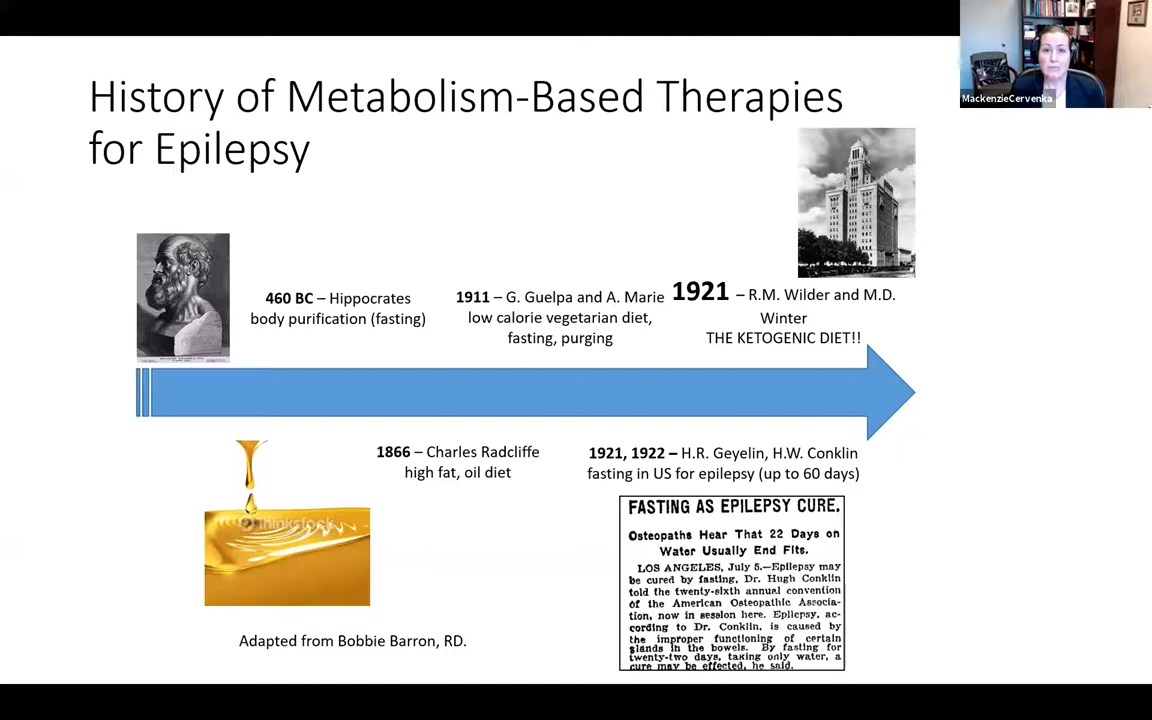 History of Metabolism-Based Therapies
for Epilepsy
MackenzieCervenka
460 BC – Hippocrates
body purification (fasting)
1911 – G. Guelpa and A. Marie
low calorie vegetarian diet,
fasting, purging
1921 – R.M. Wilder and M.D.
Winter
THE KETOGENIC DIET!!
1866 – Charles Radcliffe
high fat, oil diet
1921, 1922 – H.R. Geyelin, H.W. Conklin
fasting in US for epilepsy (up to 60 days)
thinkstock
FASTING AS EPILEPSY CURE.
Osteopaths Hear That 22 Days on
Water Usually End Fits.
LOS ANGELES, July 5.—Epilepsy may
be cured by fasting, Dr. Hugh Conklin
told the twenty-sixth annual convention
of the American Osteopathic Associa-
tion, now in session here. Epilepsy, ac-
cording to Dr. Conklin, is caused by
the improper functioning of certain
glands in the bowels. By fasting for
twenty-two days, taking only water, a
cure may be effected, he said.
Adapted from Bobbie Barron, RD.